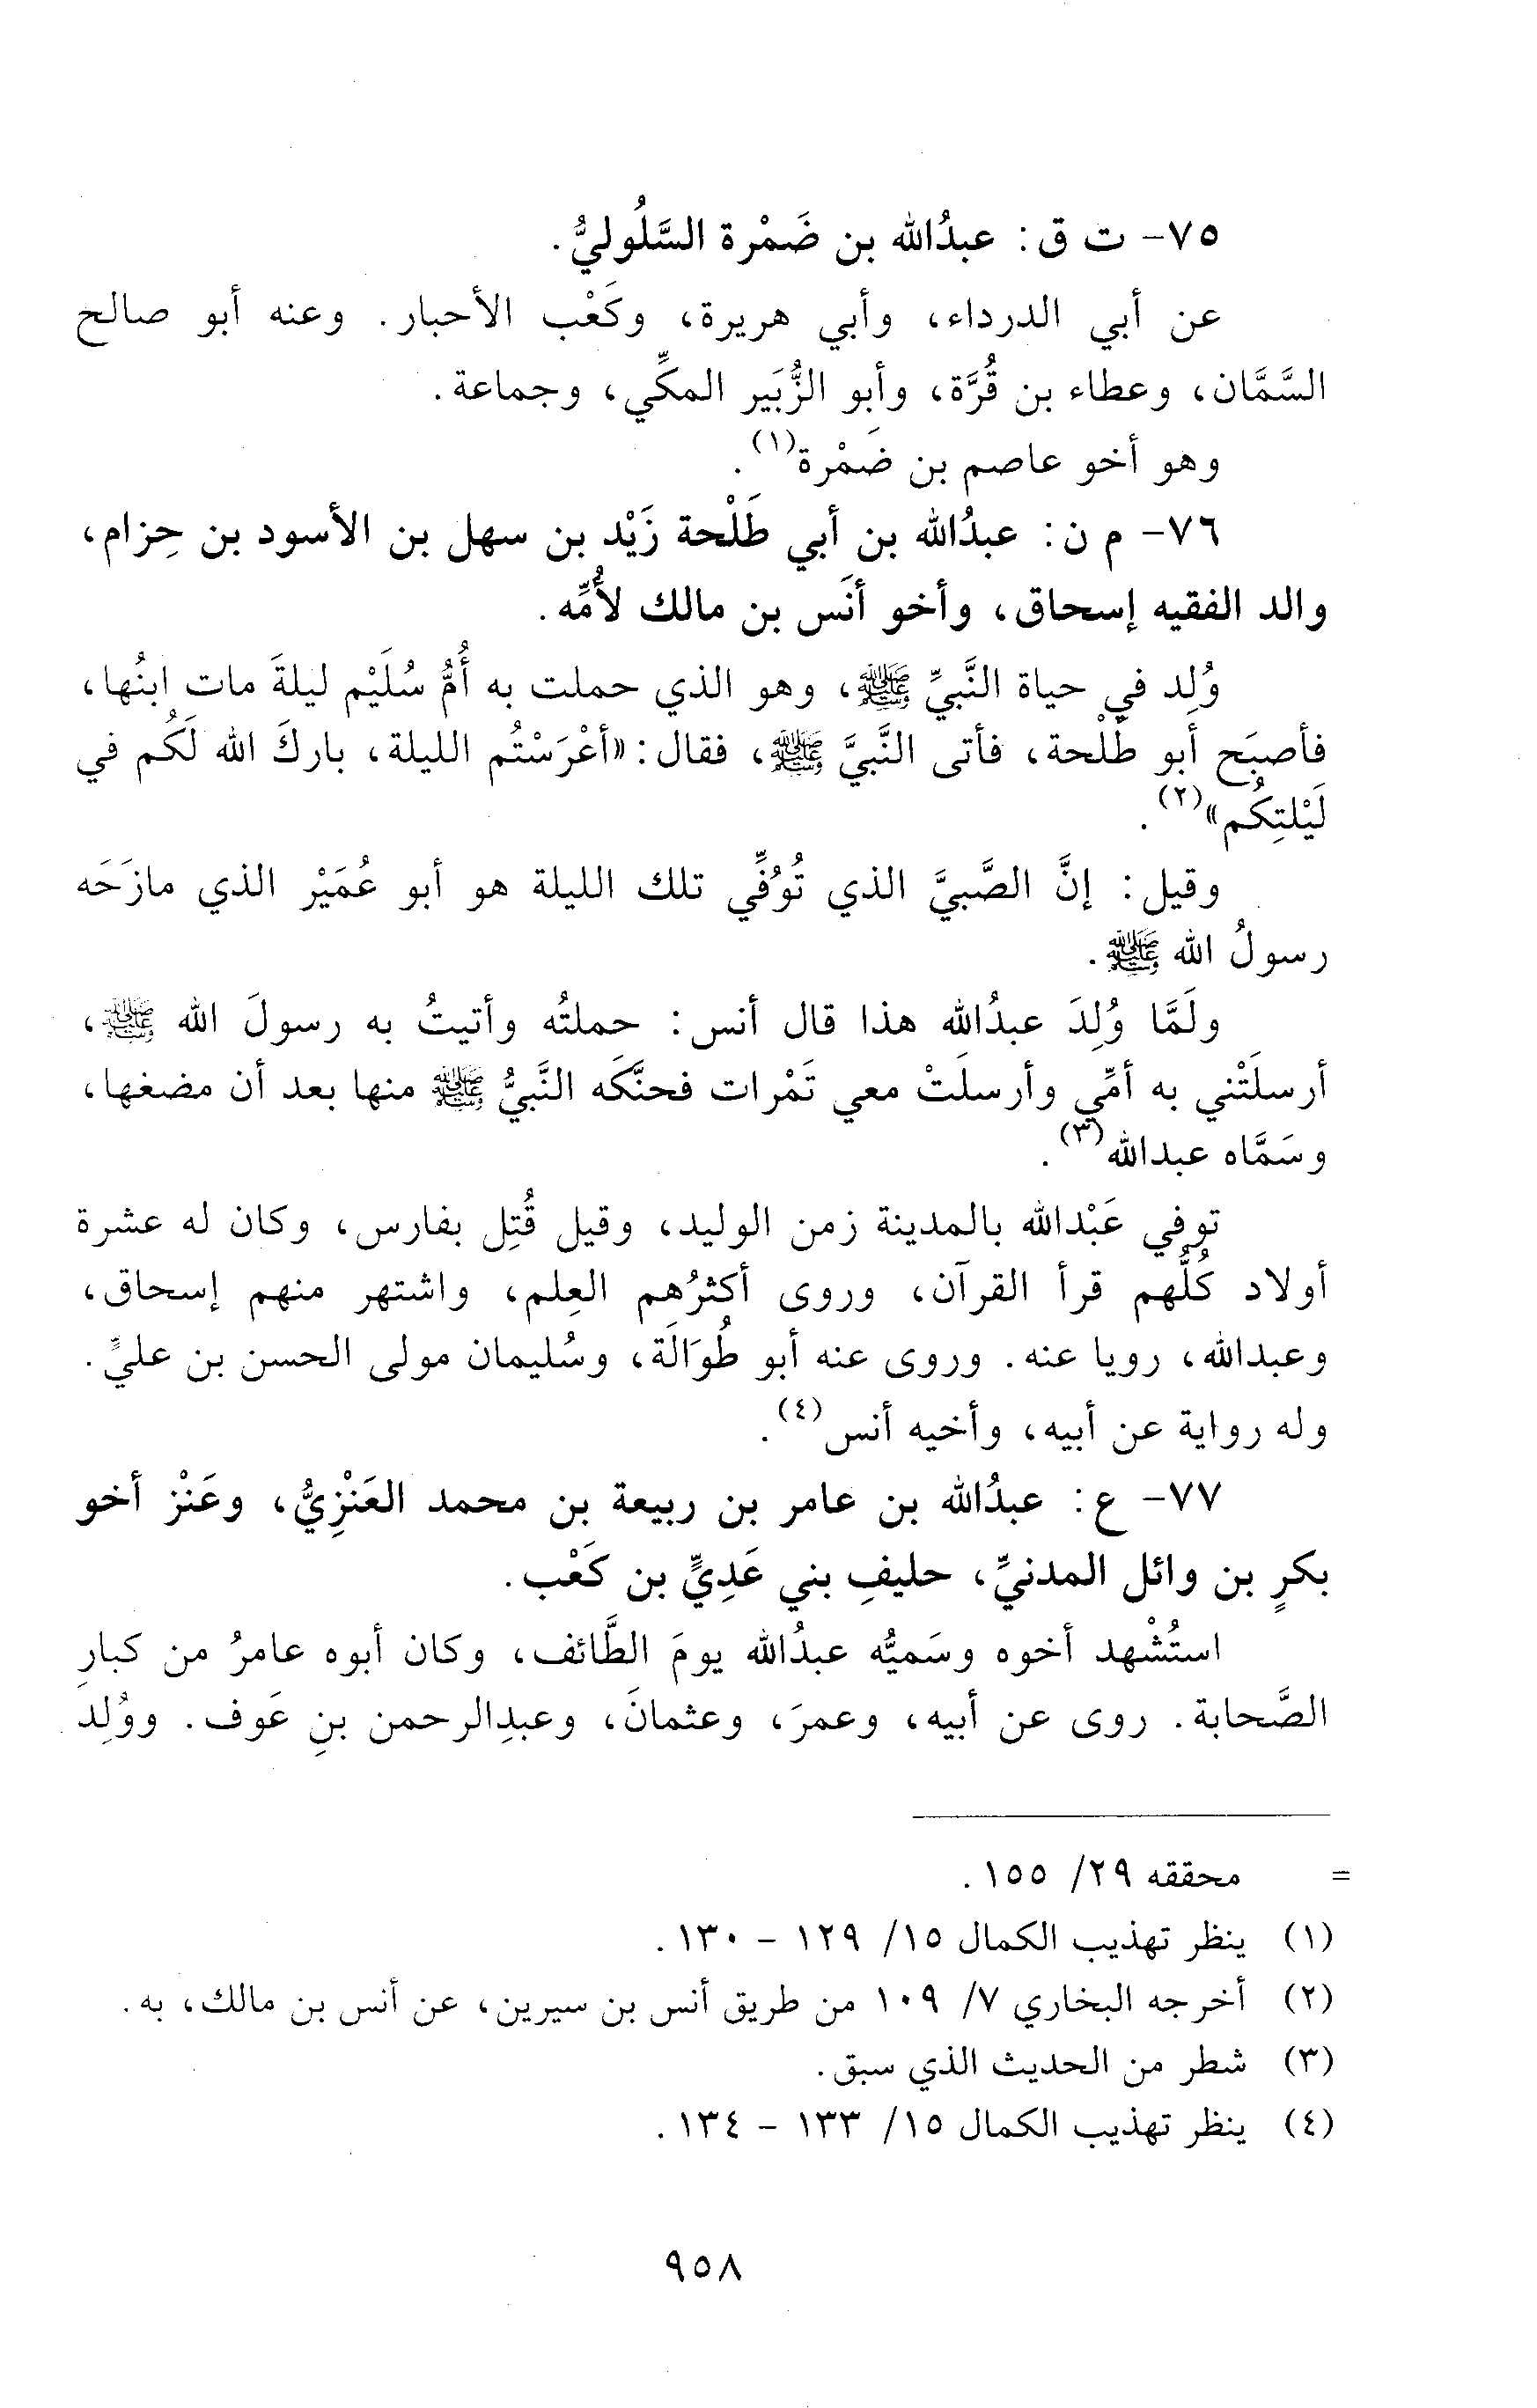 ٧٥- ت ق: عبدُالله بن ضَمْرة السَّلُوليُّ.
عن أبي الدرداء، وأبي هريرة، وكَعْب الأحبار. وعنه أبو صالح
السَّمَّان، وعطاء بن قُرَّة، وأبو الزُّبَير المكِّي، وجماعة.
وهو أخو عاصم بن ضَمْرة(١).
٧٦- م ن: عبدُالله بن أبي طَلْحة زَيْد بن سهل بن الأسود بن حِزام،
والد الفقيه إسحاق، وأخو أنَس بن مالك لأُمِّه.
وُلِد في حياة النَّبيِّ ﷺ، وهو الذي حملت به أُمُّ سُلَيْم ليلةَ مات ابنُها،
فأصبَح أبو طَلْحة، فأتى النَّبيَّ ﷺ، فقال: «أعْرَسْتُم الليلة، باركَ الله لَكُم في
لَيْلتِكُم»(٢).
وقيل: إنَّ الصَّبيَّ الذي تُوُفِّي تلك الليلة هو أبو عُمَيْر الذي مازَحَه
رسولُ الله ﷺ.
ولَمَّا وُلِدَ عبدُالله هذا قال أنس: حملتُه وأتيتُ به رسولَ الله ﷺ،
أرسلَتْني به أمِّي وأرسلَتْ معي تَمْرات فحنَّكَه النَّبيُّ ﷺ منها بعد أن مضغها،
وسَمَّاه عبدالله(٣).
توفي عَبْدالله بالمدينة زمن الوليد، وقيل قُتِل بفارس، وكان له عشرة
أولاد كُلُّهم قرأ القرآن، وروى أكثرُهم العِلم، واشتهر منهم إسحاق،
وعبدالله، رويا عنه. وروى عنه أبو طُوَالَة، وسُليمان مولى الحسن بن عليٍّ.
وله رواية عن أبيه، وأخيه أنس(٤).
٧٧- ع: عبدُالله بن عامر بن ربيعة بن محمد العَنْزِيُّ، وعَنْز أخو
بكرٍ بن وائل المدنيِّ، حليفِ بني عَدِيٍّ بن كَعْب.
استُشْهد أخوه وسَميُّه عبدُالله يومَ الطَّائف، وكان أبوه عامرُ من كبارِ
الصَّحابة. روى عن أبيه، وعمرَ، وعثمانَ، وعبدِالرحمن بنِ عَوف. ووُلِد
= محققه ٢٩/ ١٥٥.
(١) ينظر تهذيب الكمال ١٥/ ١٢٩ - ١٣٠.
(٢) أخرجه البخاري ٧/ ١٠٩ من طريق أنس بن سيرين، عن أنس بن مالك، به.
(٣) شطر من الحديث الذي سبق.
(٤) ينظر تهذيب الكمال ١٥/ ١٣٣ - ١٣٤.
٩٥٨